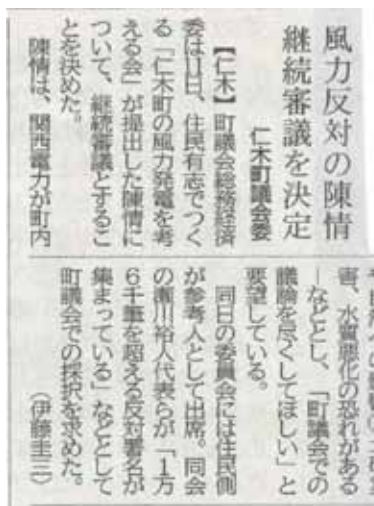 風力反対の陳情
継続審議を決定
仁木町議会委
【仁木】町議会総務経済
委は11日、住民有志でつく
る「仁木町の風力発電を考
える会」が提出した陳情に
ついて、継続審議とするこ
とを決めた。
陳情は、関西電力が町内
害、水質悪化の恐れがある
―などとし、「町議会での
議論を尽くしてほしい」と
要望している。
同日の委員会には住民側
が参考人として出席。同会
の瀬川裕人代表らが「1万
6千筆を超える反対署名が
集まっている」などとして
町議会での採択を求めた。
（伊藤圭三）